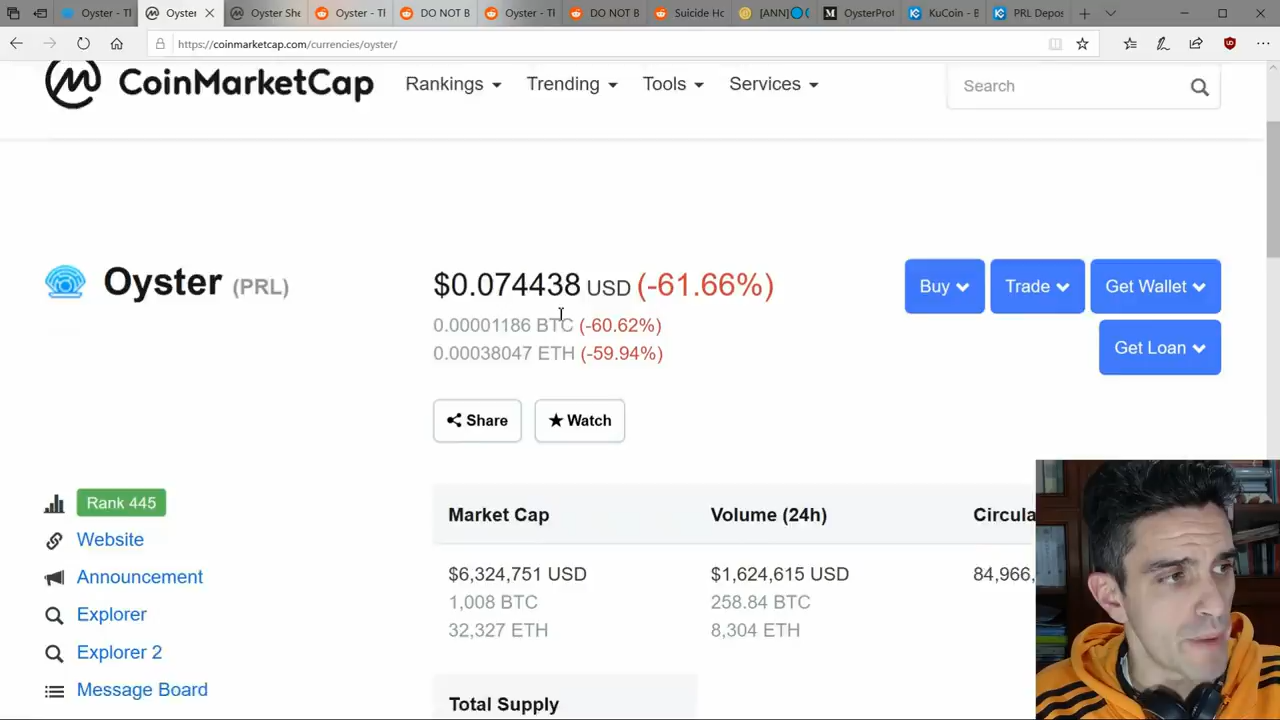 Oyster - Tl
Oyster
Oyster She
Oyster - Tl
DO NOT B
Oyster - Tl
DO NOT B
Suicide Ho
[ANN]
OysterProt
KuCoin - B
PRL Depos
https://coinmarketcap.com/currencies/oyster/
CoinMarketCap
Rankings
Trending
Tools
Services
Search
Oyster (PRL)
$0.074438 USD (-61.66%)
0.00001186 BTC (-60.62%)
0.00038047 ETH (-59.94%)
Buy
Trade
Get Wallet
Get Loan
Share
Watch
Rank 445
Website
Announcement
Explorer
Explorer 2
Message Board
Market Cap
Volume (24h)
Circula
$6,324,751 USD
$1,624,615 USD
84,966,
1,008 BTC
258.84 BTC
32,327 ETH
8,304 ETH
Total Supply